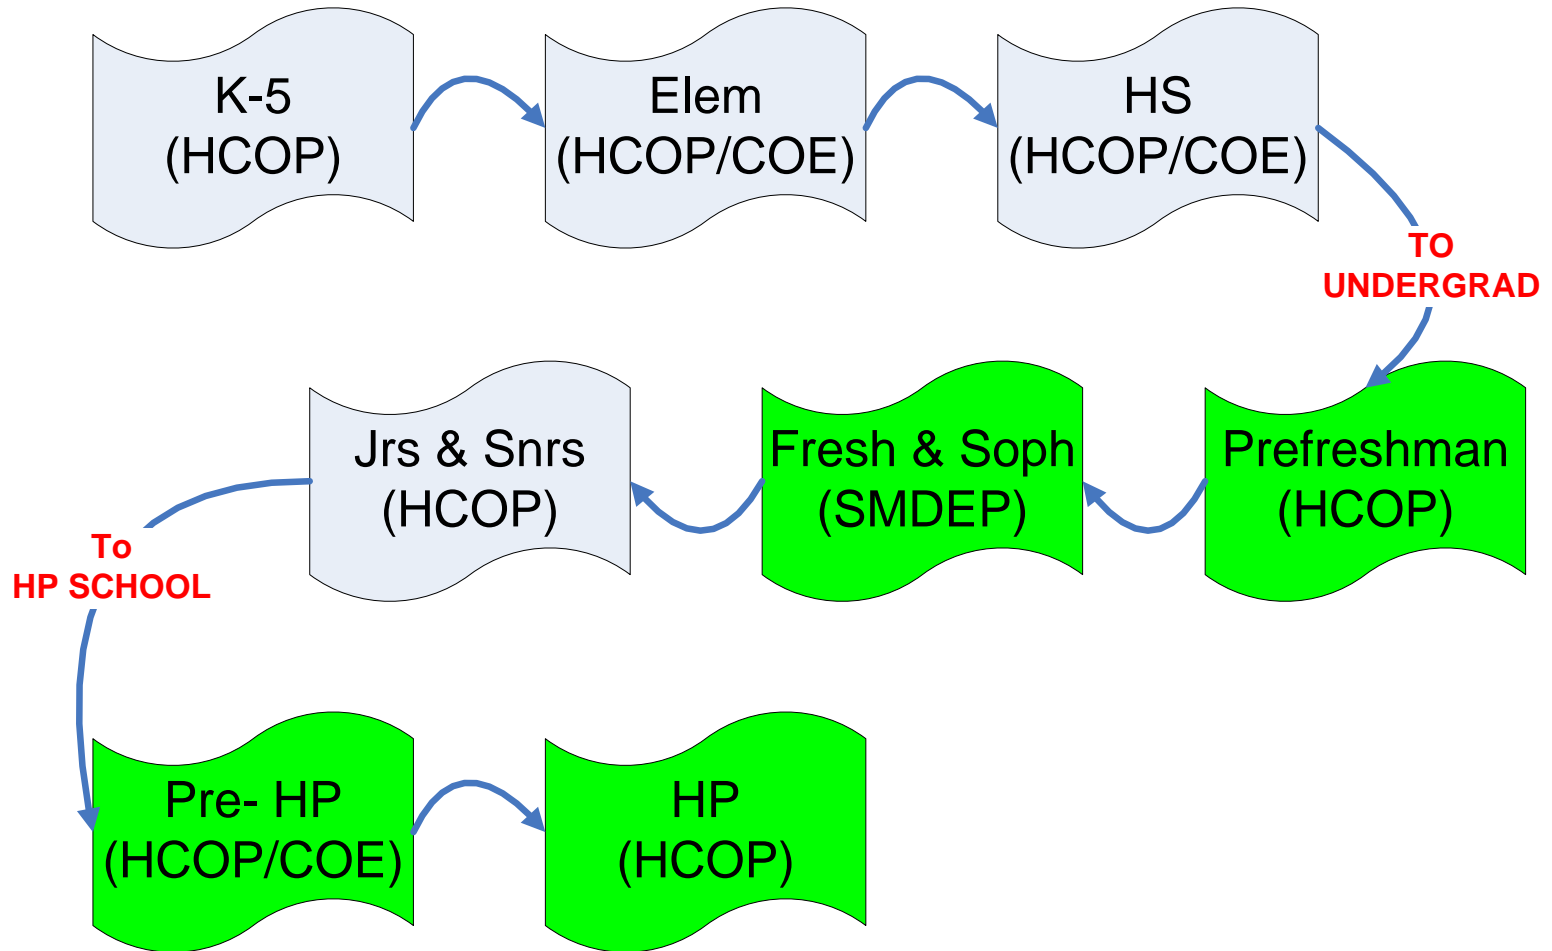 K-5
(HCOP)
Elem
(HCOP/COE)
HS
(HCOP/COE)
TO
UNDERGRAD
Prefreshman
(HCOP)
Fresh & Soph
(SMDEP)
Jrs & Snrs
(HCOP)
To
HP SCHOOL
Pre- HP
(HCOP/COE)
HP
(HCOP)